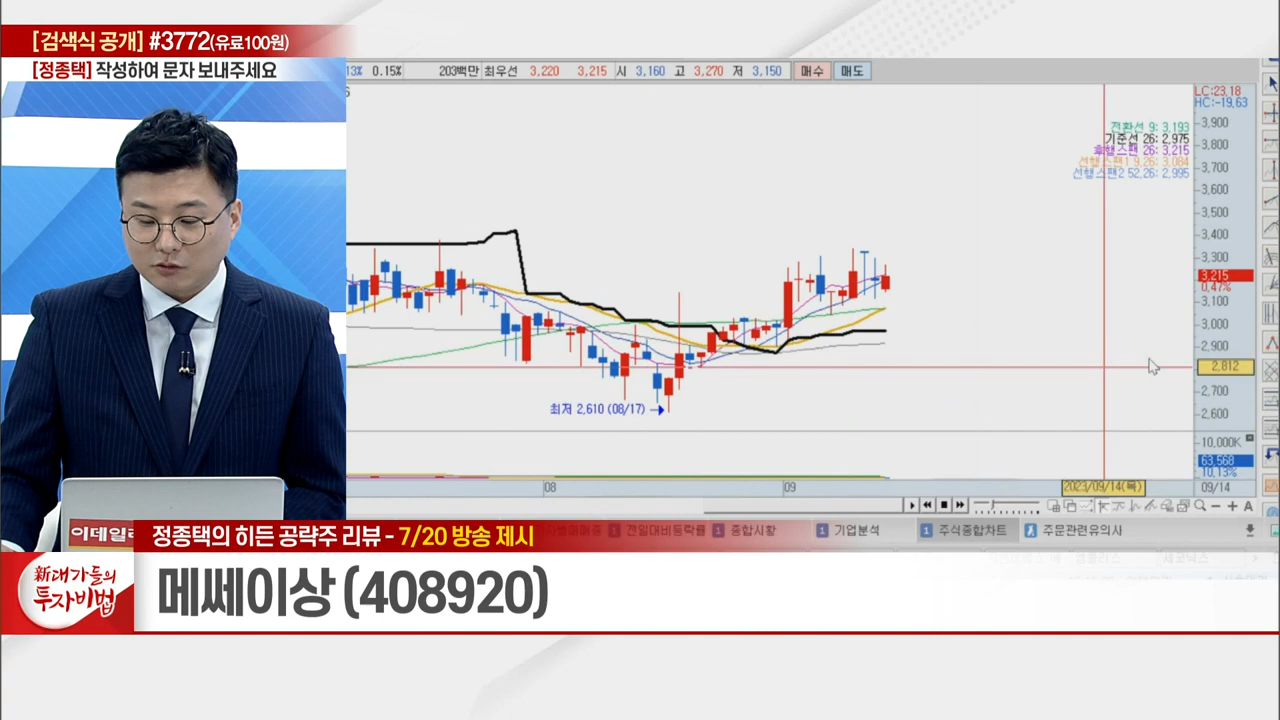 [검색식 공개] #3772(유료100원)
[정종택] 작성하여 문자 보내주세요
13% 0.15% 203백만 최우선 3,220 3,215 시 3,160 고 3,270 저 3,150 매수 매도
LC:23.18
HC:-19.63
전환선 9: 3,193
기준선 26: 2,975
후행스팬 26: 3,215
선행스팬1 9,26: 3,084
선행스팬2 52,26: 2,995
3,900
3,800
3,700
3,600
3,500
3,400
3,300
3,215
0.47%
3,100
3,000
2,900
2,812
2,700
2,600
최저 2,610 (08/17)
10,000K
63,568
10.13%
08
09
2023/09/14(목)
09/14
전일대비등락률
1 종합시황
1 기업분석
1 주식종합차트
주문관련유의사
이데일리
정종택의 히든 공략주 리뷰 - 7/20 방송 제시
新대가들의
투자비법
메쎄이상 (408920)